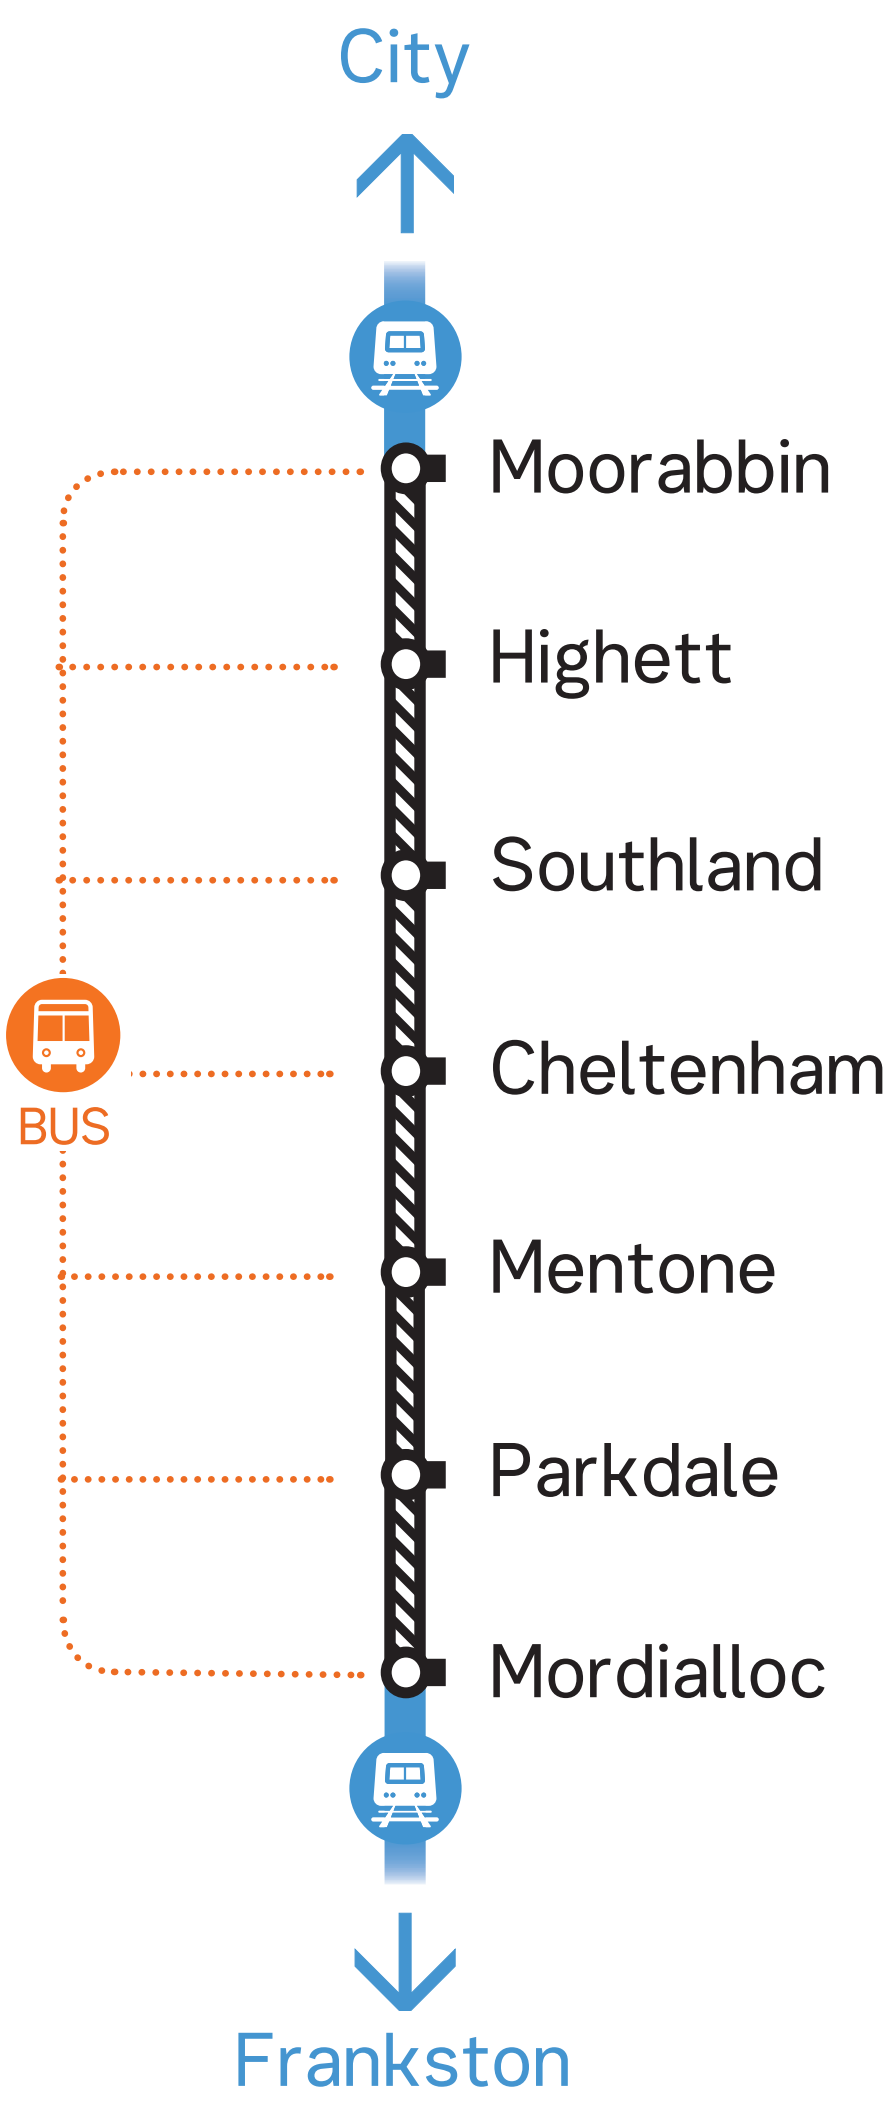 City
Moorabbin
Highett
Southland
Cheltenham
BUS
Mentone
Parkdale
Mordialloc
Frankston